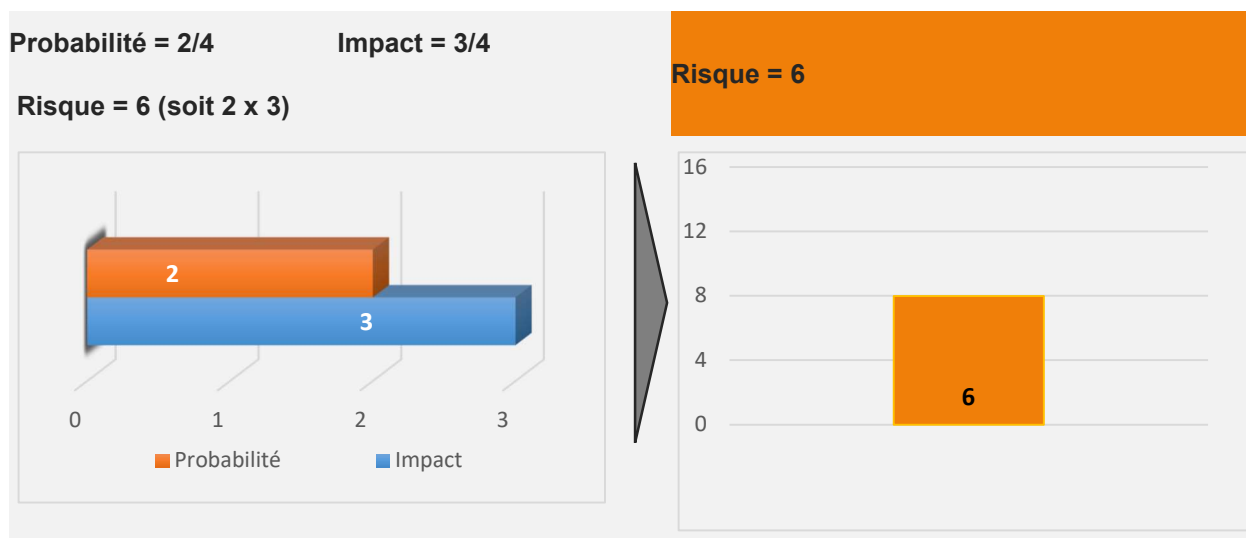 Probabilité = 2/4 Impact = 3/4
Risque = 6 (soit 2 x 3)
Risque = 6
2
3
0 1 2 3
Probabilité Impact
16
12
8
4
0
6